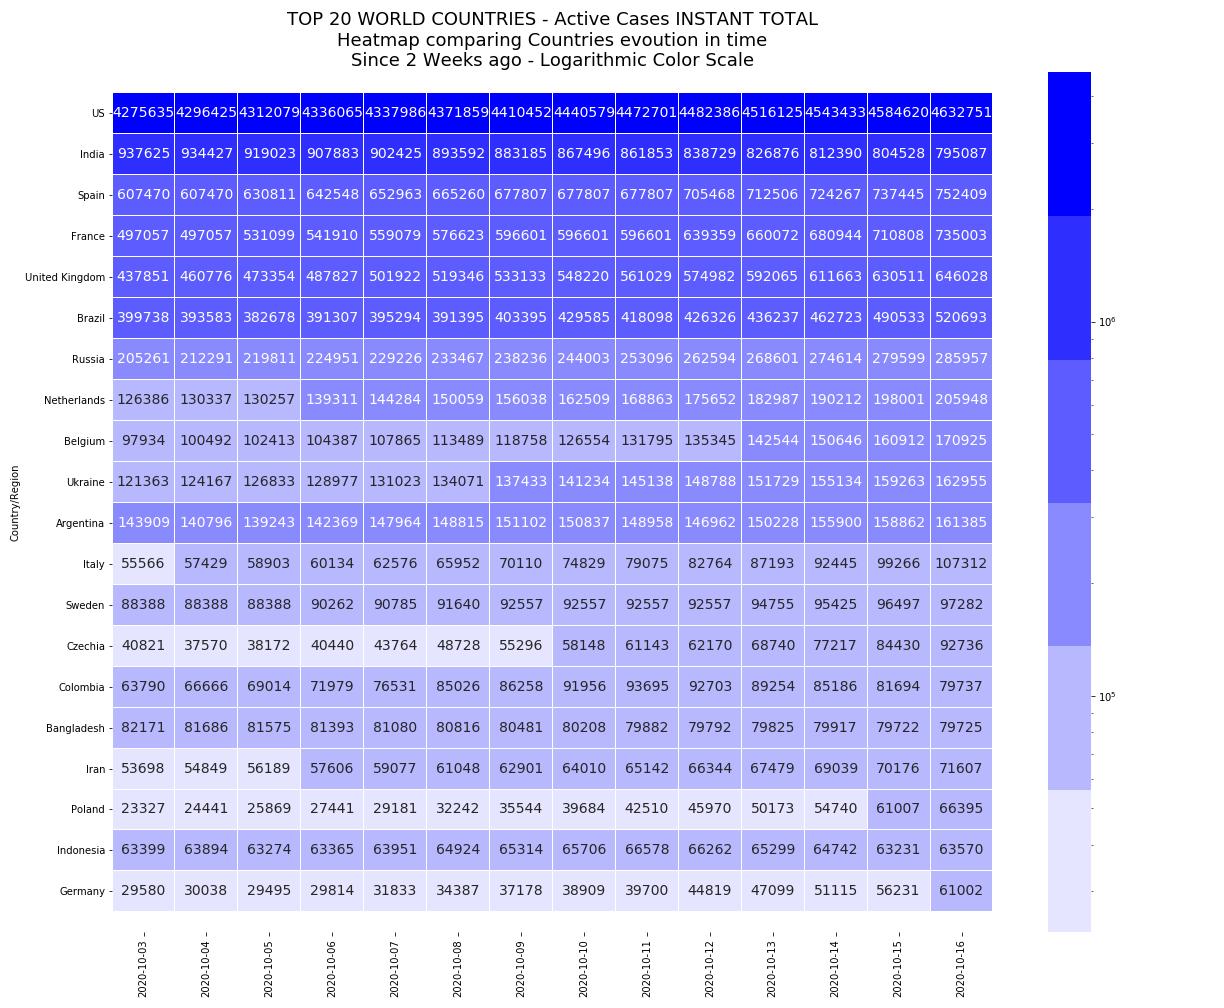 TOP 20 WORLD COUNTRIES - Active Cases INSTANT TOTAL
Heatmap comparing Countries evoution in time
Since 2 Weeks ago - Logarithmic Color Scale
US 4275635 4296425 4312079 4336065 4337986 4371859 4410452 4440579 4472701 4482386 4516125 4543433 4584620 4632751
India 937625 934427 919023 907883 902425 893592 883185 867496 861853 838729 826876 812390 804528 795087
Spain 607470 607470 630811 642548 652963 665260 677807 677807 677807 705468 712506 724267 737445 752409
France 497057 497057 531099 541910 559079 576623 596601 596601 596601 639359 660072 680944 710808 735003
United Kingdom 437851 460776 473354 487827 501922 519346 533133 548220 561029 574982 592065 611663 630511 646028
Brazil 399738 393583 382678 391307 395294 391395 403395 429585 418098 426326 436237 462723 490533 520693
10⁶
Russia 205261 212291 219811 224951 229226 233467 238236 244003 253096 262594 268601 274614 279599 285957
Netherlands 126386 130337 130257 139311 144284 150059 156038 162509 168863 175652 182987 190212 198001 205948
Belgium 97934 100492 102413 104387 107865 113489 118758 126554 131795 135345 142544 150646 160912 170925
Ukraine 121363 124167 126833 128977 131023 134071 137433 141234 145138 148788 151729 155134 159263 162955
Country/Region
Argentina 143909 140796 139243 142369 147964 148815 151102 150837 148958 146962 150228 155900 158862 161385
Italy 55566 57429 58903 60134 62576 65952 70110 74829 79075 82764 87193 92445 99266 107312
Sweden 88388 88388 88388 90262 90785 91640 92557 92557 92557 92557 94755 95425 96497 97282
Czechia 40821 37570 38172 40440 43764 48728 55296 58148 61143 62170 68740 77217 84430 92736
Colombia 63790 66666 69014 71979 76531 85026 86258 91956 93695 92703 89254 85186 81694 79737
10⁵
Bangladesh 82171 81686 81575 81393 81080 80816 80481 80208 79882 79792 79825 79917 79722 79725
Iran 53698 54849 56189 57606 59077 61048 62901 64010 65142 66344 67479 69039 70176 71607
Poland 23327 24441 25869 27441 29181 32242 35544 39684 42510 45970 50173 54740 61007 66395
Indonesia 63399 63894 63274 63365 63951 64924 65314 65706 66578 66262 65299 64742 63231 63570
Germany 29580 30038 29495 29814 31833 34387 37178 38909 39700 44819 47099 51115 56231 61002
2020-10-03 2020-10-04 2020-10-05 2020-10-06 2020-10-07 2020-10-08 2020-10-09 2020-10-10 2020-10-11 2020-10-12 2020-10-13 2020-10-14 2020-10-15 2020-10-16